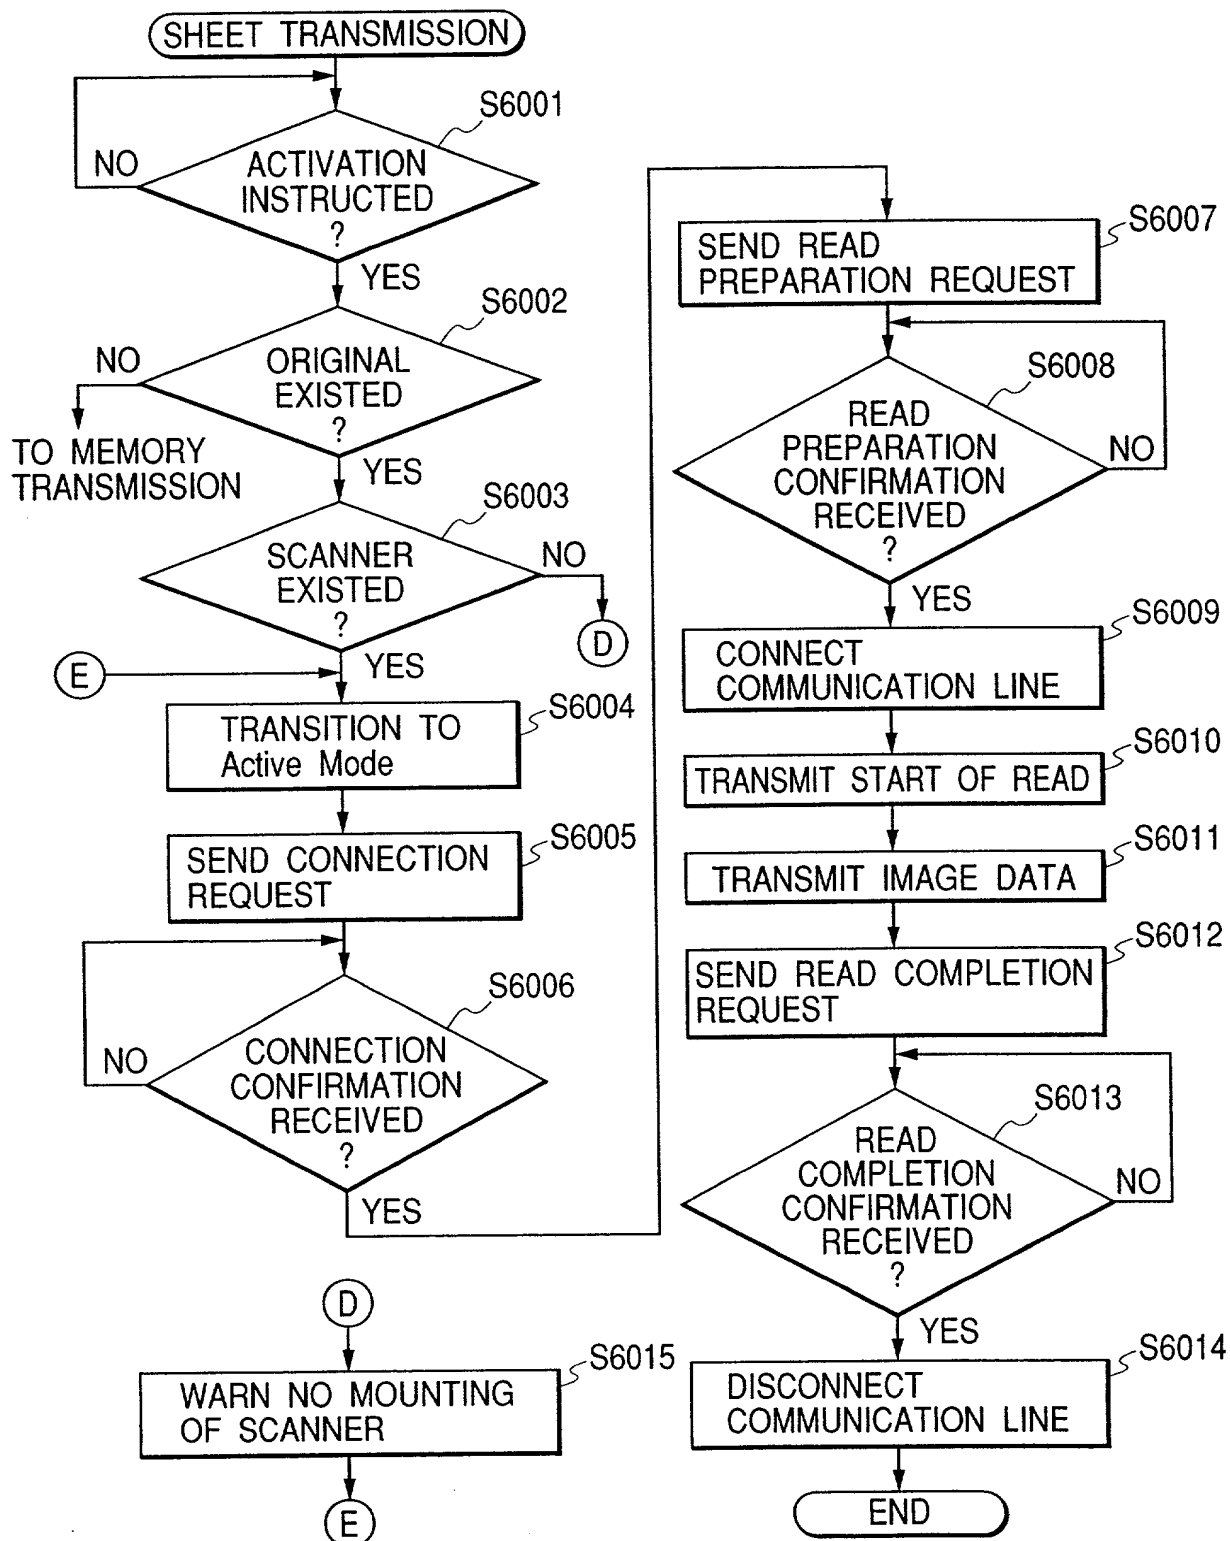 SHEET TRANSMISSION
S6001
NO
ACTIVATION
INSTRUCTED
?
YES
S6002
NO
ORIGINAL
EXISTED
?
TO MEMORY
TRANSMISSION
YES
S6003
SCANNER
EXISTED
?
NO
D
YES
E
S6004
TRANSITION TO
Active Mode
S6005
SEND CONNECTION
REQUEST
S6006
NO
CONNECTION
CONFIRMATION
RECEIVED
?
YES
D
S6015
WARN NO MOUNTING
OF SCANNER
E
S6007
SEND READ
PREPARATION REQUEST
S6008
READ
PREPARATION
CONFIRMATION
RECEIVED
?
NO
YES
S6009
CONNECT
COMMUNICATION LINE
S6010
TRANSMIT START OF READ
S6011
TRANSMIT IMAGE DATA
S6012
SEND READ COMPLETION
REQUEST
S6013
READ
COMPLETION
CONFIRMATION
RECEIVED
?
NO
YES
S6014
DISCONNECT
COMMUNICATION LINE
END